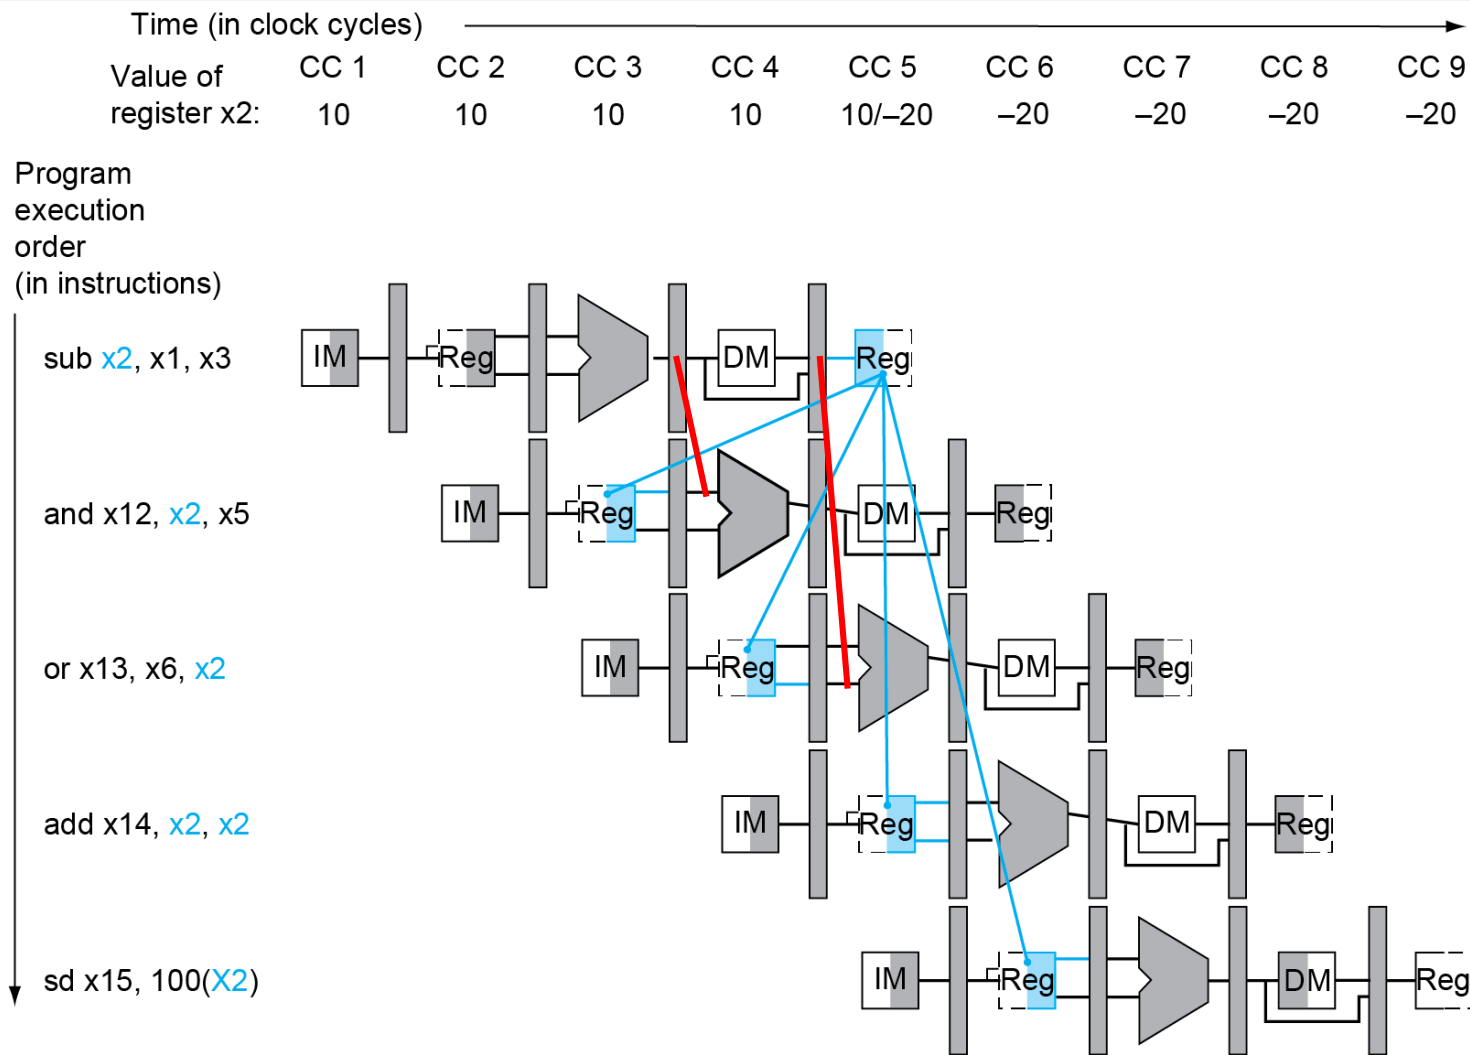 Time (in clock cycles)
Value of register x2:
CC 1 CC 2 CC 3 CC 4 CC 5 CC 6 CC 7 CC 8 CC 9
10 10 10 10 10/–20 –20 –20 –20 –20
Program
execution
order
(in instructions)
sub x2, x1, x3
IM Reg DM Reg
and x12, x2, x5
IM Reg DM Reg
or x13, x6, x2
IM Reg DM Reg
add x14, x2, x2
IM Reg DM Reg
sd x15, 100(X2)
IM Reg DM Reg